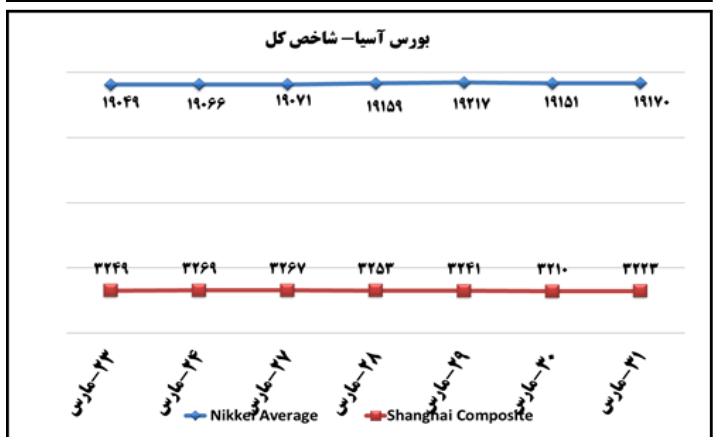 بورس آسیا– شاخص کل
۱۹۰۴۹ ۱۹۰۶۶ ۱۹۰۷۱ ۱۹۱۵۹ ۱۹۲۱۷ ۱۹۱۵۱ ۱۹۱۷۰
۳۲۴۹ ۳۲۶۹ ۳۲۶۷ ۳۲۵۳ ۳۲۴۱ ۳۲۱۰ ۳۲۲۳
۲۳-مارس ۲۴-مارس ۲۷-مارس ۲۸-مارس ۲۹-مارس ۳۰-مارس ۳۱-مارس
Nikkei Average Shanghai Composite